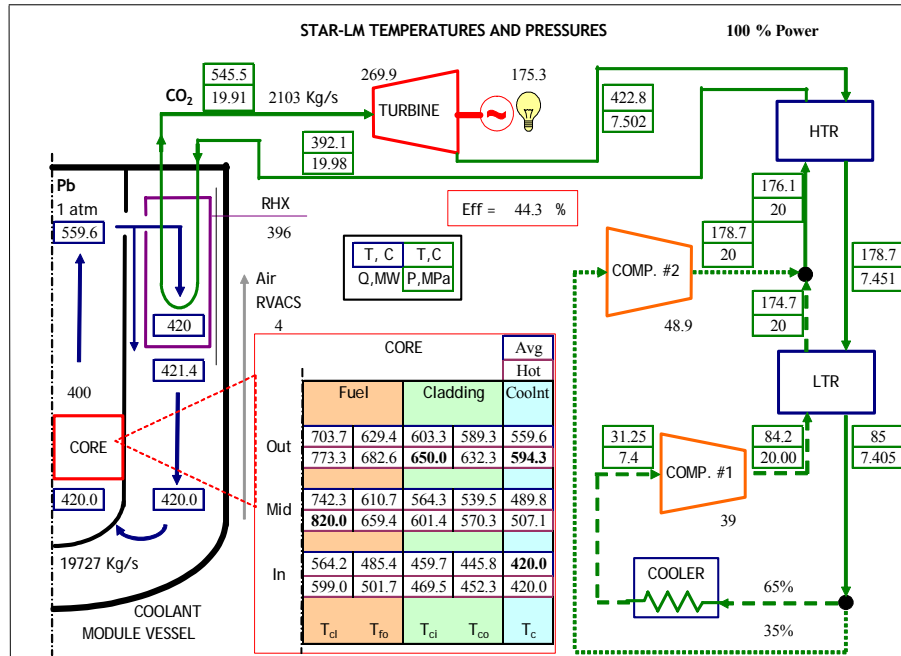 STAR-LM TEMPERATURES AND PRESSURES
100 % Power
545.5
19.91
CO2
2103 Kg/s
269.9
TURBINE
~
175.3
422.8
7.502
HTR
392.1
19.98
Pb
1 atm
559.6
RHX
396
Eff = 44.3 %
176.1
20
178.7
20
COMP. #2
178.7
7.451
T, C
T,C
Q,MW
P,MPa
Air
RVACS
4
174.7
20
48.9
420
421.4
400
CORE
420.0
420.0
19727 Kg/s
COOLANT
MODULE VESSEL
CORE
Avg
Hot
Fuel
Cladding
Coolnt
Out
703.7 629.4 603.3 589.3 559.6
773.3 682.6 650.0 632.3 594.3
Mid
742.3 610.7 564.3 539.5 489.8
820.0 659.4 601.4 570.3 507.1
In
564.2 485.4 459.7 445.8 420.0
599.0 501.7 469.5 452.3 420.0
Tcl Tfo Tci Tco Tc
LTR
31.25
7.4
COMP. #1
84.2
20.00
85
7.405
39
COOLER
65%
35%